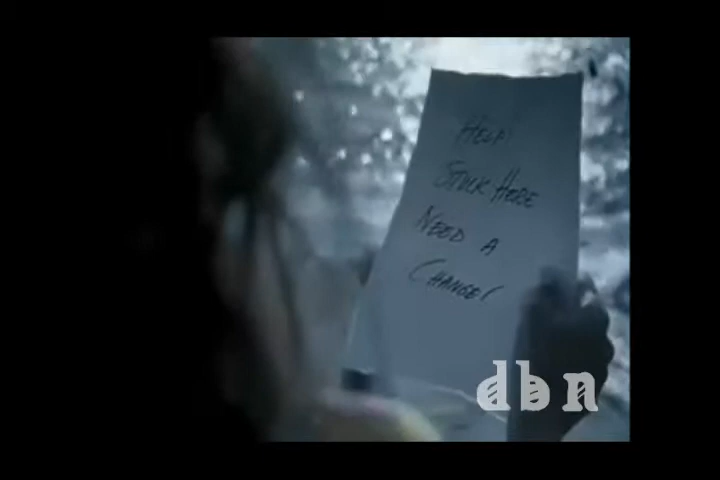 HELP!
STUCK HERE
NEED A
CHANGE!
dbn